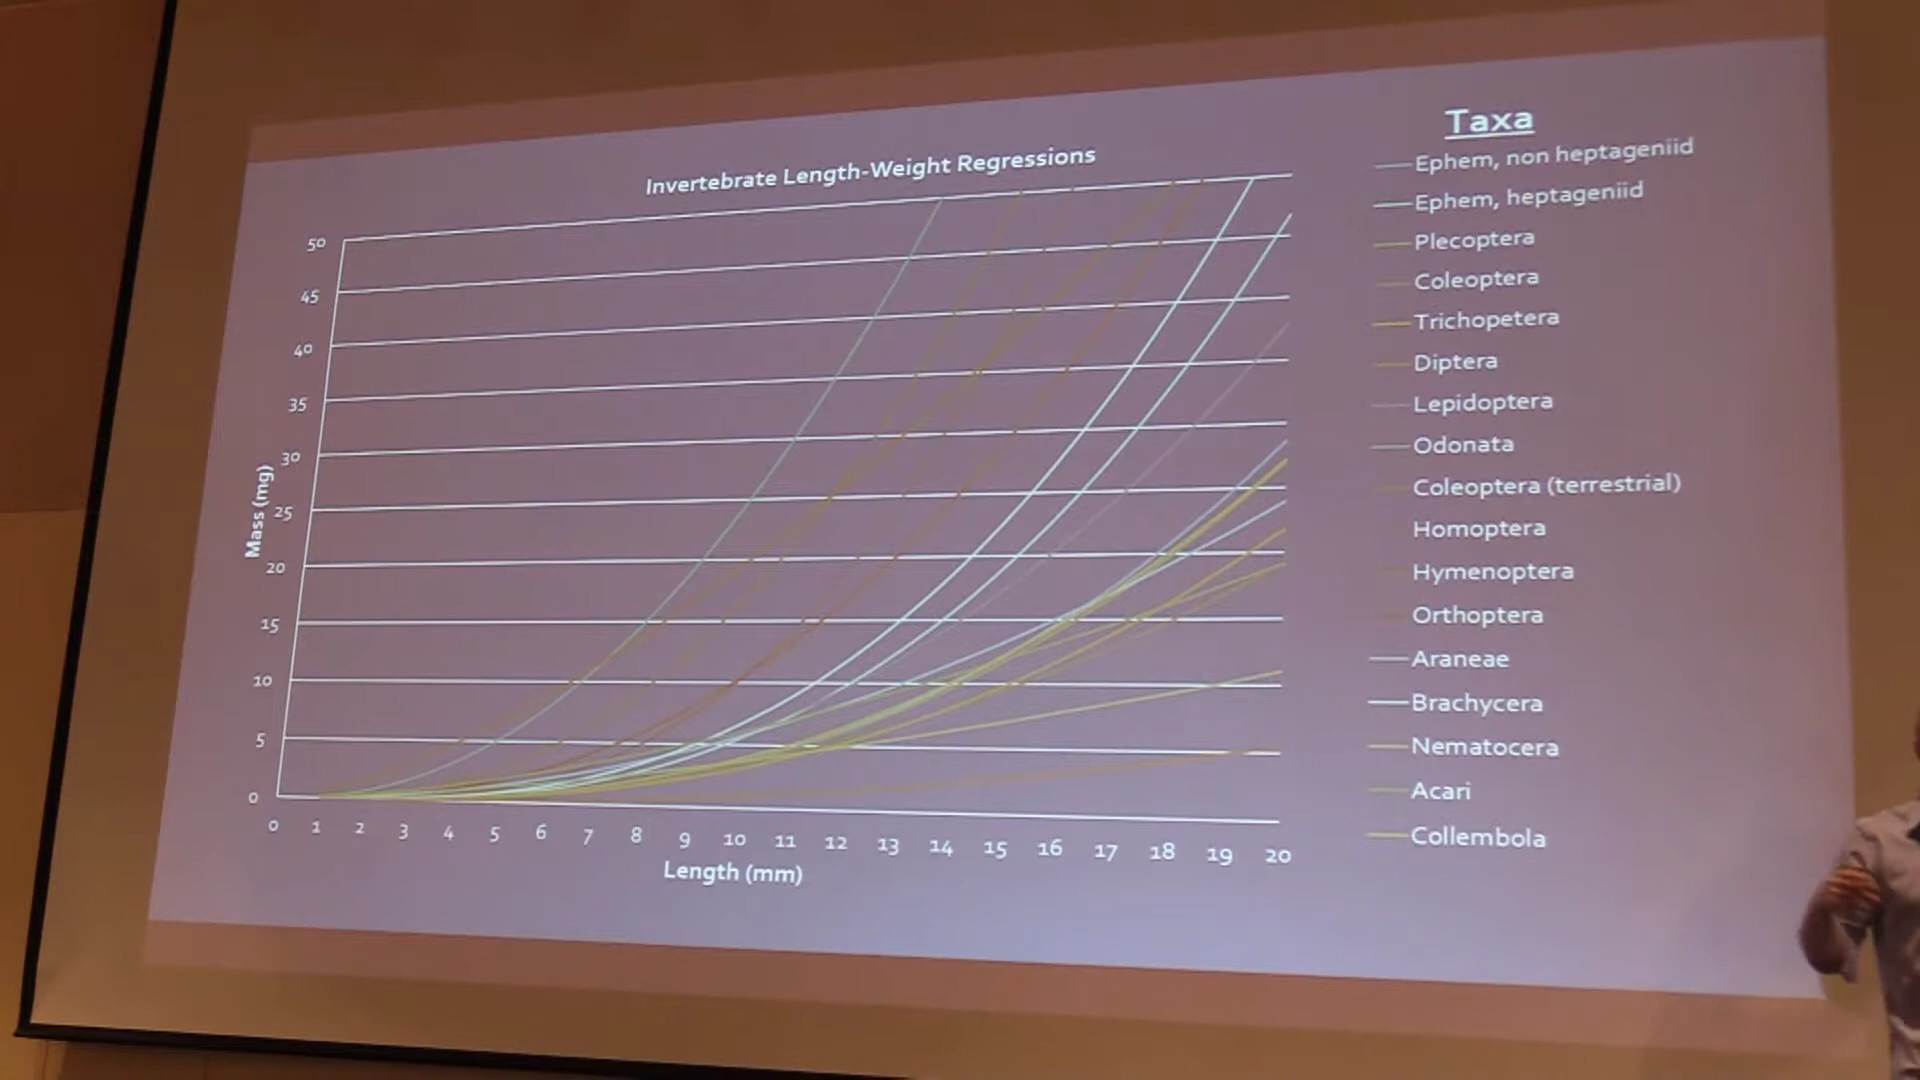 Invertebrate Length-Weight Regressions
50
45
40
35
30
25
20
15
10
5
0
Mass (mg)
0 1 2 3 4 5 6 7 8 9 10 11 12 13 14 15 16 17 18 19 20
Length (mm)
Taxa
Ephem, non heptageniid
Ephem, heptageniid
Plecoptera
Coleoptera
Trichopetera
Diptera
Lepidoptera
Odonata
Coleoptera (terrestrial)
Homoptera
Hymenoptera
Orthoptera
Araneae
Brachycera
Nematocera
Acari
Collembola